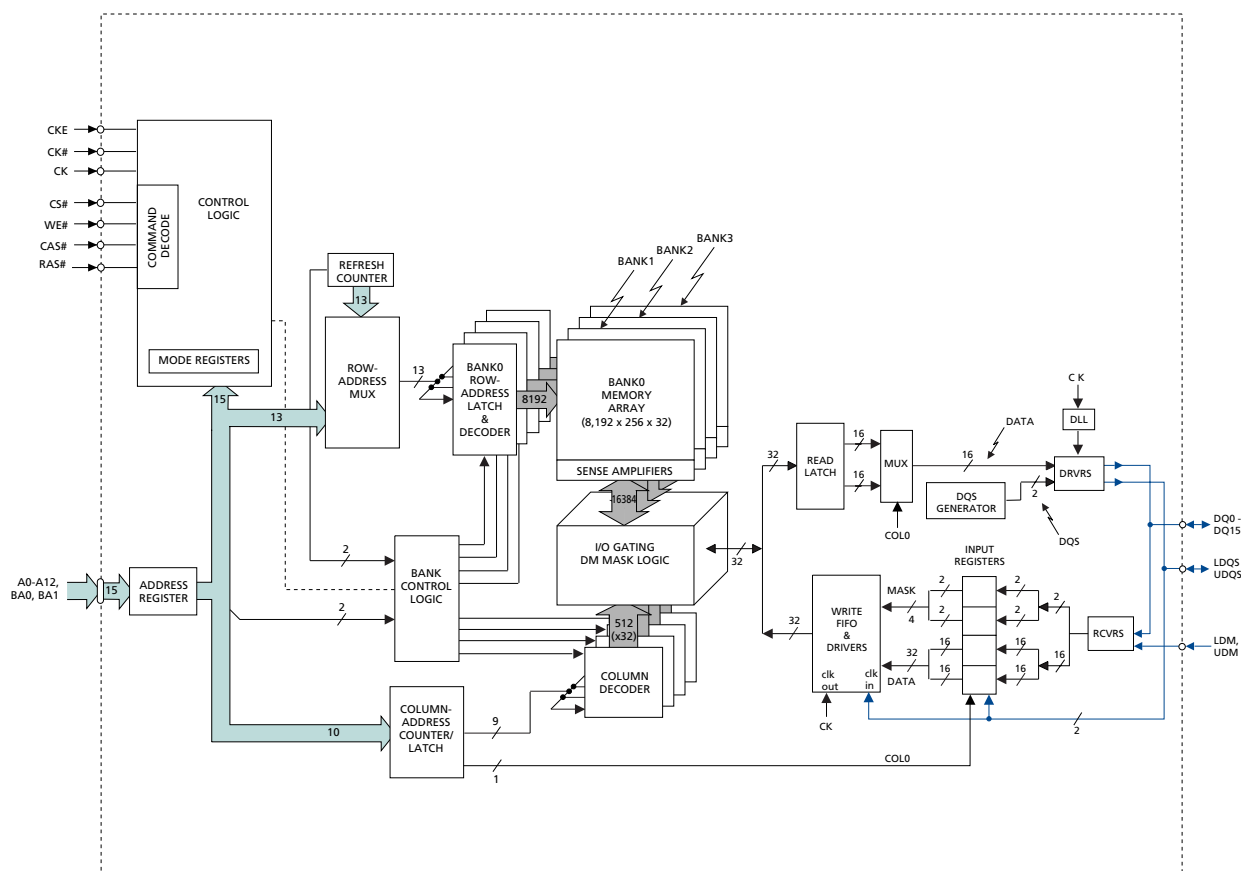 CKE
CK#
CK
CS#
WE#
CAS#
RAS#
COMMAND
DECODE
CONTROL
LOGIC
MODE REGISTERS
15
REFRESH
COUNTER
13
ROW-
ADDRESS
MUX
13
13
BANK0
ROW-
ADDRESS
LATCH
&
DECODER
8192
BANK1
BANK2
BANK3
BANK0
MEMORY
ARRAY
(8,192 x 256 x 32)
SENSE AMPLIFIERS
16384
I/O GATING
DM MASK LOGIC
32
512
(x32)
COLUMN
DECODER
A0-A12,
BA0, BA1
15
ADDRESS
REGISTER
2
2
BANK
CONTROL
LOGIC
10
COLUMN-
ADDRESS
COUNTER/
LATCH
9
1
COL0
32
READ
LATCH
16
16
MUX
COL0
16
DATA
DQS
GENERATOR
2
DQS
C K
DLL
DRVRS
DQ0 -
DQ15
LDQS
UDQS
LDM,
UDM
INPUT
REGISTERS
32
WRITE
FIFO
&
DRIVERS
clk
out
clk
in
CK
MASK
4
32
DATA
2
2
16
16
2
2
16
16
2
16
RCVRS
2